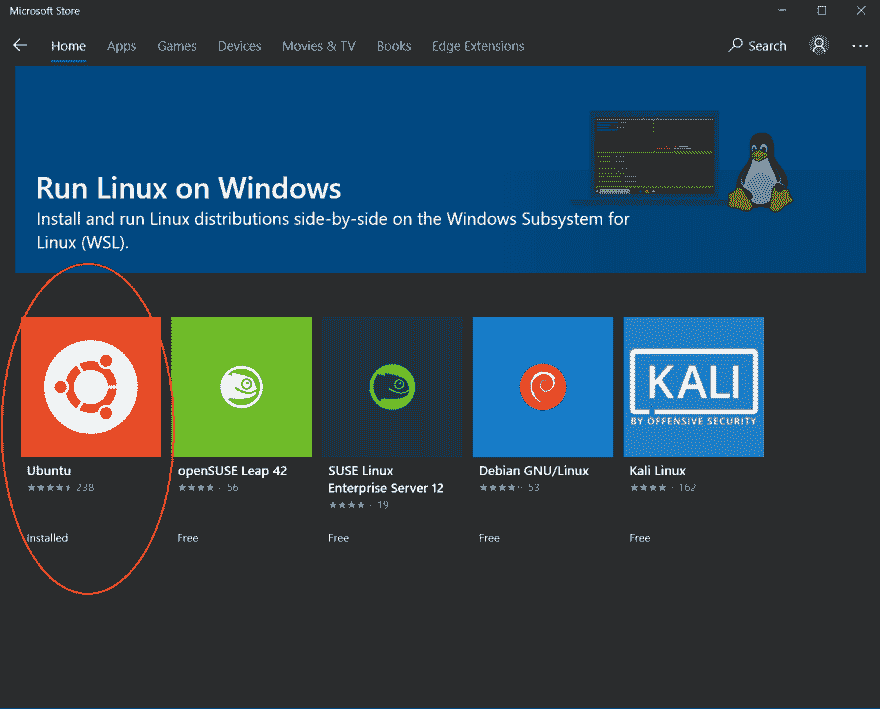 Microsoft Store
Home Apps Games Devices Movies & TV Books Edge Extensions Search
Run Linux on Windows
Install and run Linux distributions side-by-side on the Windows Subsystem for
Linux (WSL).
KALI
BY OFFENSIVE SECURITY
Ubuntu openSUSE Leap 42 SUSE Linux Debian GNU/Linux Kali Linux
238 56 Enterprise Server 12 53 162
19
Installed Free Free Free Free